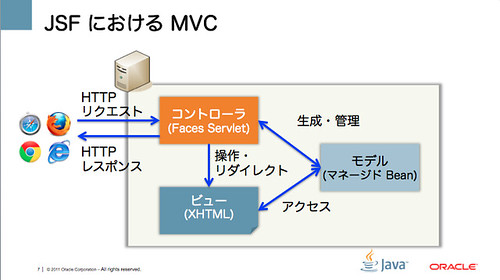 JSF における MVC
HTTP
リクエスト
コントローラ
(Faces Servlet)
生成・管理
HTTP
レスポンス
操作・
リダイレクト
モデル
(マネージド Bean)
ビュー
(XHTML)
アクセス
7 | © 2011 Oracle Corporation - All rights reserved.
Java
ORACLE